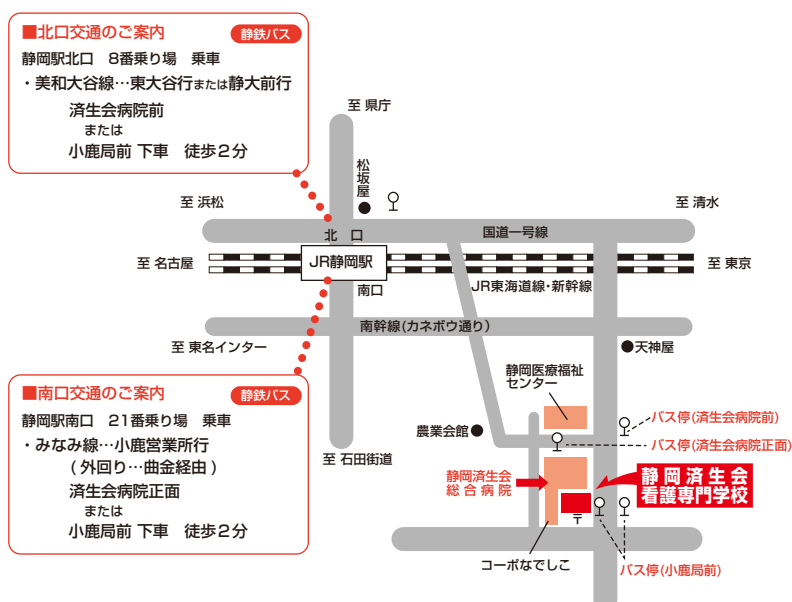 ■北口交通のご案内
静鉄バス
静岡駅北口 8番乗り場 乗車
・美和大谷線…東大谷行または静大前行
済生会病院前
または
小鹿局前 下車 徒歩２分
至 県庁
松坂屋
至 浜松
至 清水
北 口
国道一号線
至 名古屋
JR静岡駅
至 東京
南口
JR東海道線・新幹線
南幹線(カネボウ通り)
至 東名インター
天神屋
静岡医療福祉
センター
■南口交通のご案内
静鉄バス
静岡駅南口 21番乗り場 乗車
・みなみ線…小鹿営業所行
(外回り…曲金経由)
済生会病院正面
または
小鹿局前 下車 徒歩２分
バス停(済生会病院前)
農業会館
バス停(済生会病院正面)
至 石田街道
静岡済生会
総合病院
静岡済生会
看護専門学校
〒
コーポなでしこ
バス停(小鹿局前)